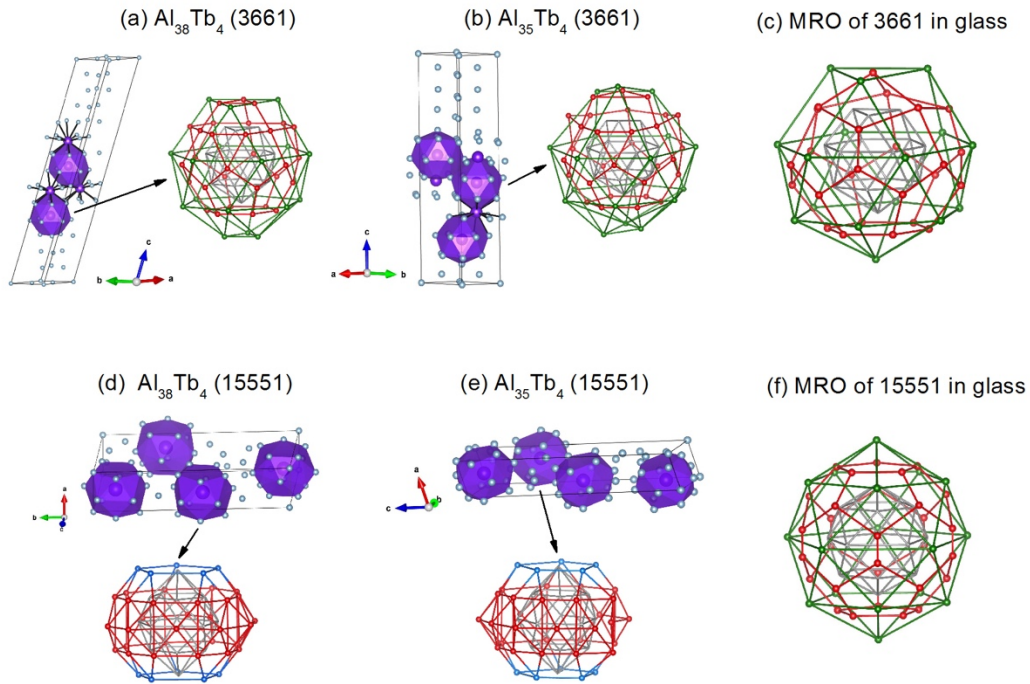 (a) Al₃₈Tb₄ (3661)
(b) Al₃₅Tb₄ (3661)
(c) MRO of 3661 in glass
c
b
a
c
a
b
(d) Al₃₈Tb₄ (15551)
(e) Al₃₅Tb₄ (15551)
(f) MRO of 15551 in glass
a
b
c
a
b
c